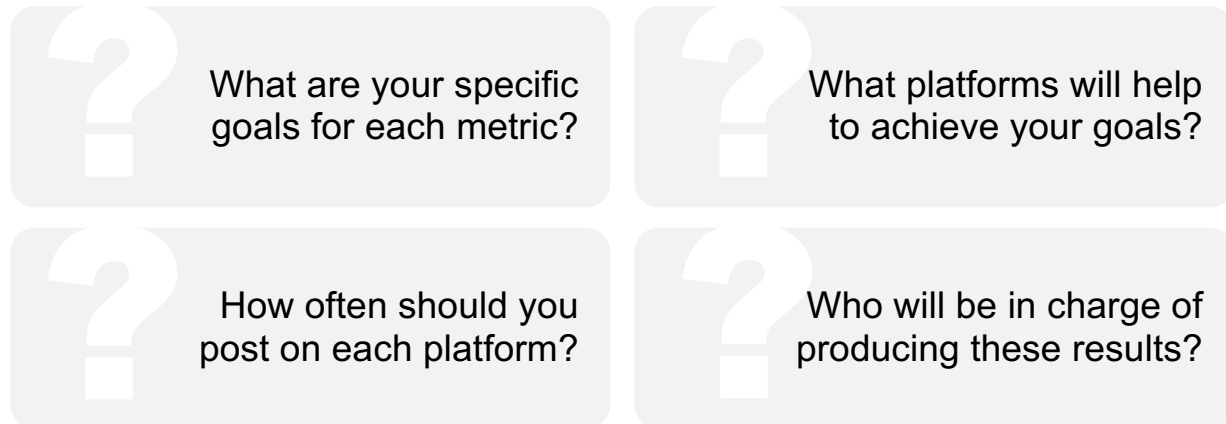 What are your specific
goals for each metric?
What platforms will help
to achieve your goals?
How often should you
post on each platform?
Who will be in charge of
producing these results?